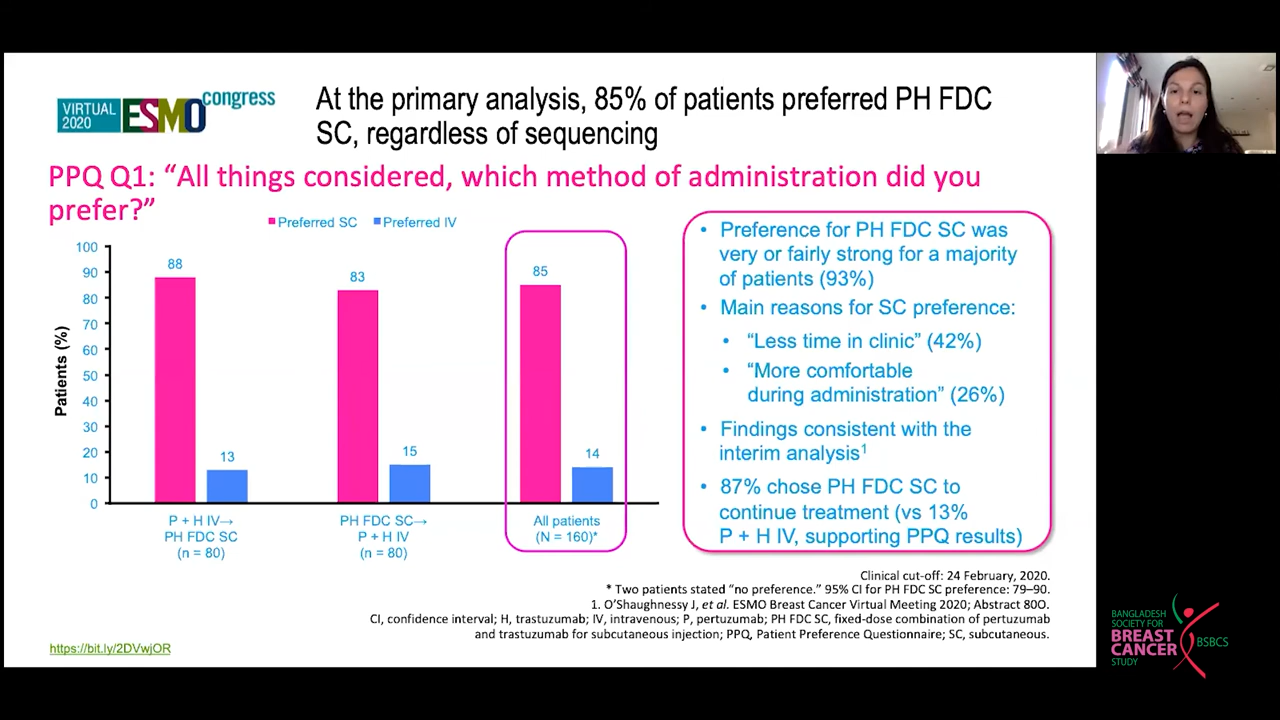 VIRTUAL
2020
ESMO
congress
At the primary analysis, 85% of patients preferred PH FDC
SC, regardless of sequencing
PPQ Q1: “All things considered, which method of administration did you
prefer?”
Preferred SC
Preferred IV
100
90
80
70
60
50
40
30
20
10
0
Patients (%)
88
13
83
15
85
14
P + H IV→
PH FDC SC
(n = 80)
PH FDC SC→
P + H IV
(n = 80)
All patients
(N = 160)*
• Preference for PH FDC SC was
very or fairly strong for a majority
of patients (93%)
• Main reasons for SC preference:
• “Less time in clinic” (42%)
• “More comfortable
during administration” (26%)
• Findings consistent with the
interim analysis¹
• 87% chose PH FDC SC to
continue treatment (vs 13%
P + H IV, supporting PPQ results)
Clinical cut-off: 24 February, 2020.
* Two patients stated “no preference.” 95% CI for PH FDC SC preference: 79–90.
1. O’Shaughnessy J, et al. ESMO Breast Cancer Virtual Meeting 2020; Abstract 80O.
CI, confidence interval; H, trastuzumab; IV, intravenous; P, pertuzumab; PH FDC SC, fixed-dose combination of pertuzumab
and trastuzumab for subcutaneous injection; PPQ, Patient Preference Questionnaire; SC, subcutaneous.
https://bit.ly/2DVwjOR
BANGLADESH
SOCIETY FOR
BREAST
CANCER
STUDY
BSBCS